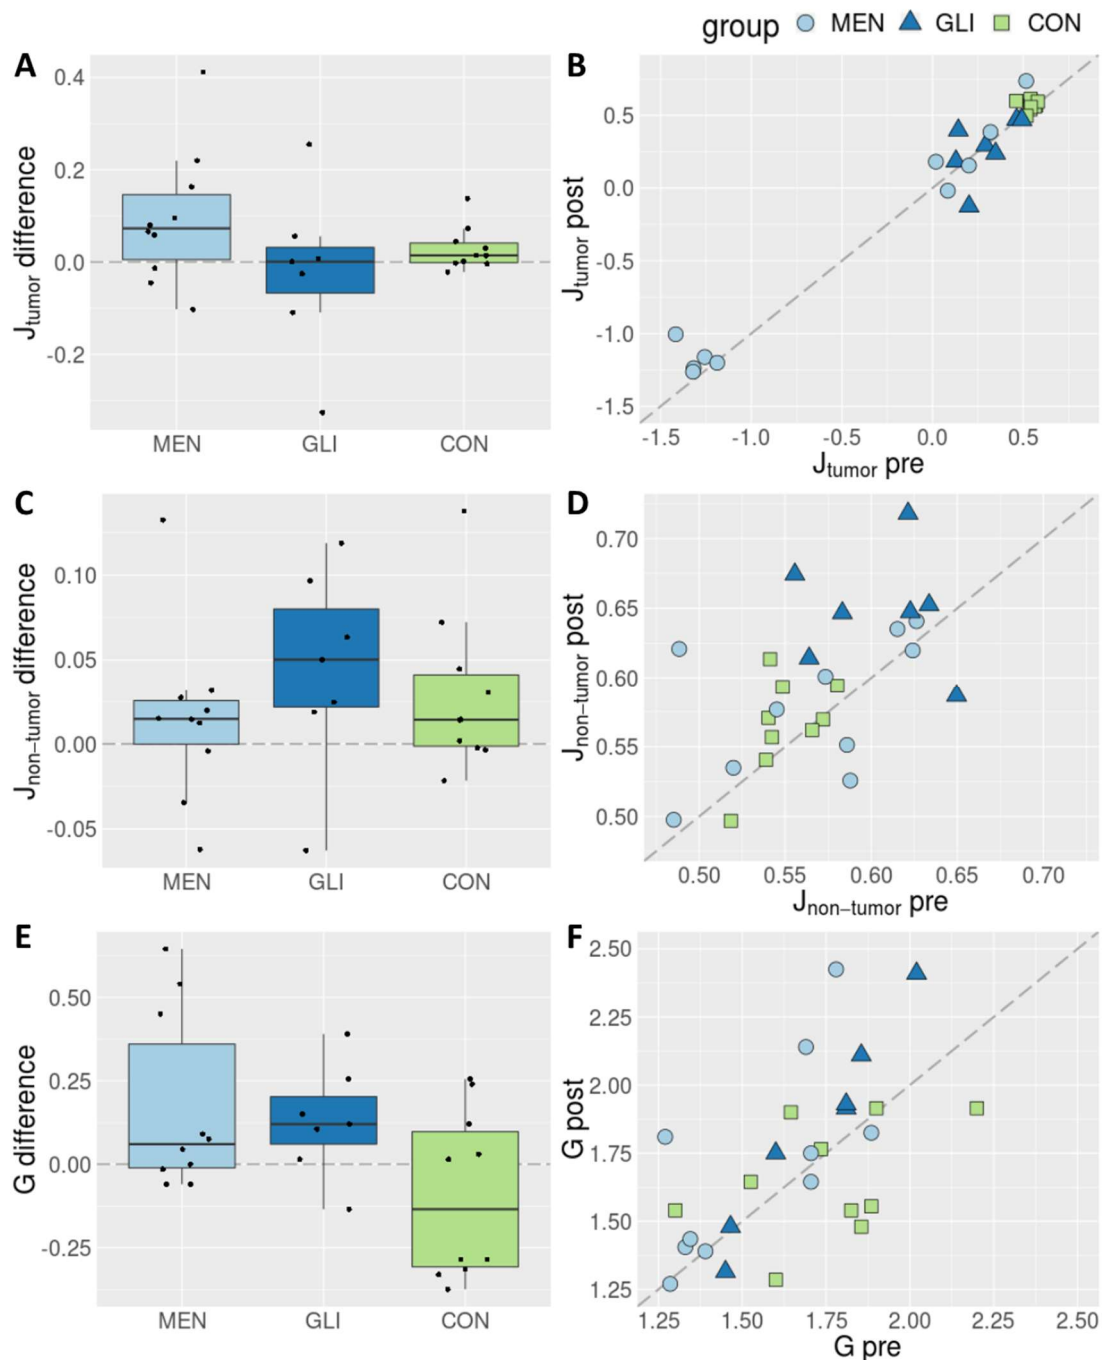 group MEN GLI CON
A
J_tumor difference
0.4
0.2
0.0
-0.2
MEN GLI CON
B
J_tumor post
0.5
0.0
-0.5
-1.0
-1.5
-1.5 -1.0 -0.5 0.0 0.5
J_tumor pre
C
J_non−tumor difference
0.10
0.05
0.00
-0.05
MEN GLI CON
D
J_non−tumor post
0.70
0.65
0.60
0.55
0.50
0.50 0.55 0.60 0.65 0.70
J_non−tumor pre
E
G difference
0.50
0.25
0.00
-0.25
MEN GLI CON
F
G post
2.50
2.25
2.00
1.75
1.50
1.25
1.25 1.50 1.75 2.00 2.25 2.50
G pre